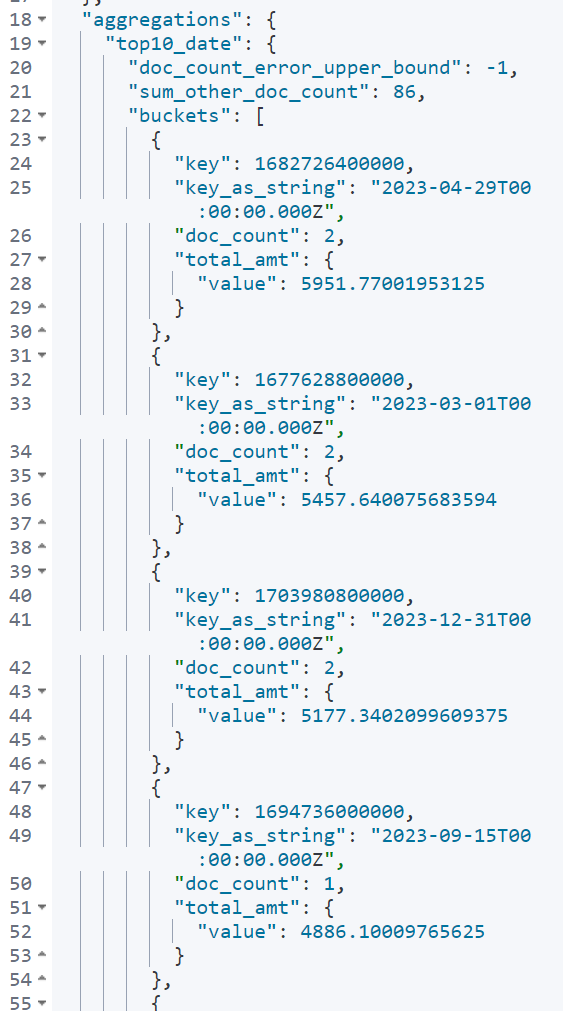 18 "aggregations": {
19 "top10_date": {
20 "doc_count_error_upper_bound": -1,
21 "sum_other_doc_count": 86,
22 "buckets": [
23 {
24 "key": 1682726400000,
25 "key_as_string": "2023-04-29T00
:00:00.000Z",
26 "doc_count": 2,
27 "total_amt": {
28 "value": 5951.77001953125
29 }
30 },
31 {
32 "key": 1677628800000,
33 "key_as_string": "2023-03-01T00
:00:00.000Z",
34 "doc_count": 2,
35 "total_amt": {
36 "value": 5457.640075683594
37 }
38 },
39 {
40 "key": 1703980800000,
41 "key_as_string": "2023-12-31T00
:00:00.000Z",
42 "doc_count": 2,
43 "total_amt": {
44 "value": 5177.3402099609375
45 }
46 },
47 {
48 "key": 1694736000000,
49 "key_as_string": "2023-09-15T00
:00:00.000Z",
50 "doc_count": 1,
51 "total_amt": {
52 "value": 4886.10009765625
53 }
54 },
55 {